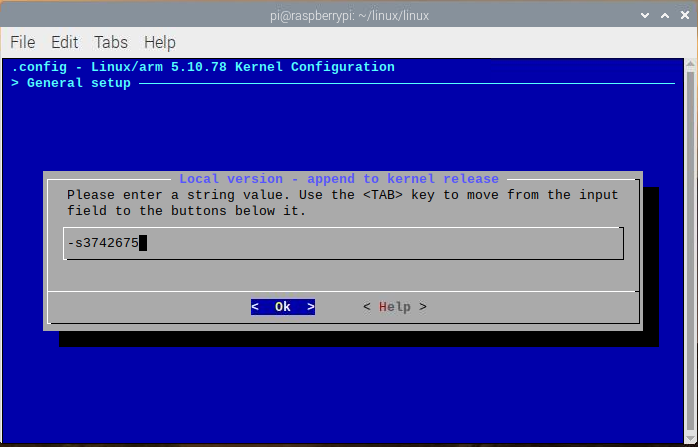 pi@raspberrypi: ~/linux/linux
File Edit Tabs Help
.config - Linux/arm 5.10.78 Kernel Configuration
> General setup
Local version - append to kernel release
Please enter a string value. Use the <TAB> key to move from the input
field to the buttons below it.
-s3742675
< Ok > < Help >